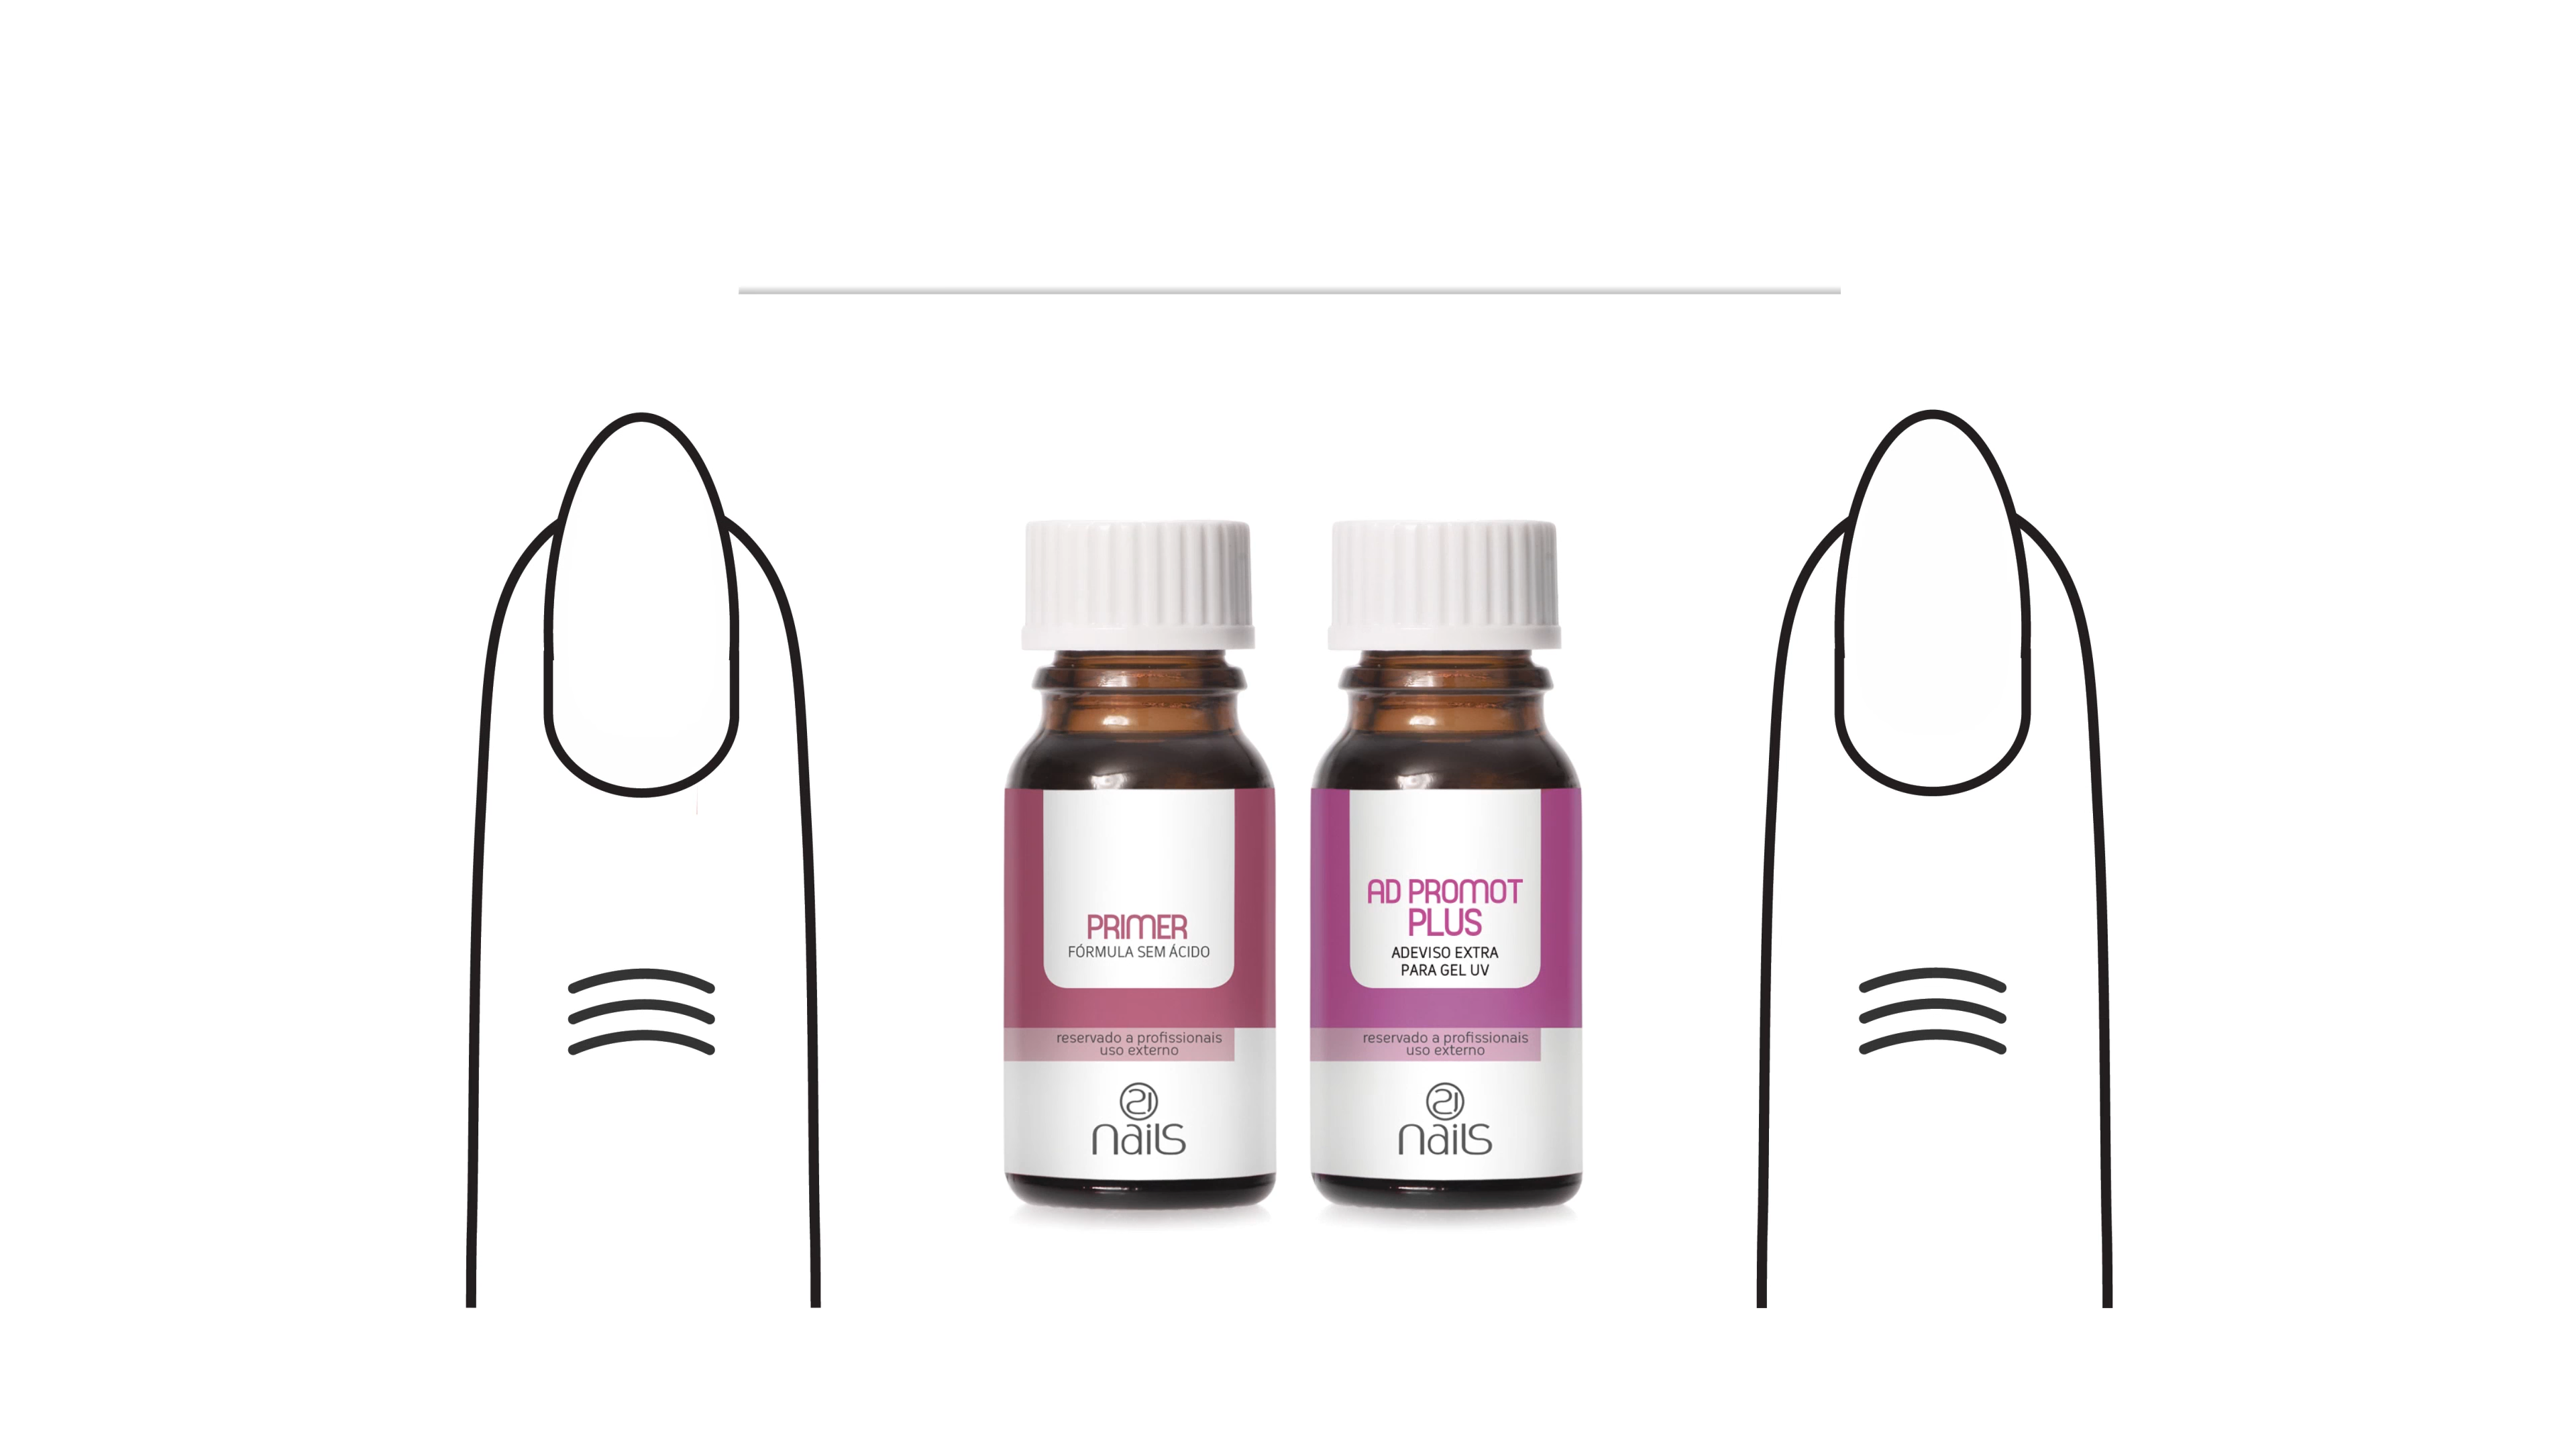 PRIMER
FÓRMULA SEM ÁCIDO
reservado a profissionais
uso externo
21
nails
AD PROMOT
PLUS
ADEVISO EXTRA
PARA GEL UV
reservado a profissionais
uso externo
21
nails